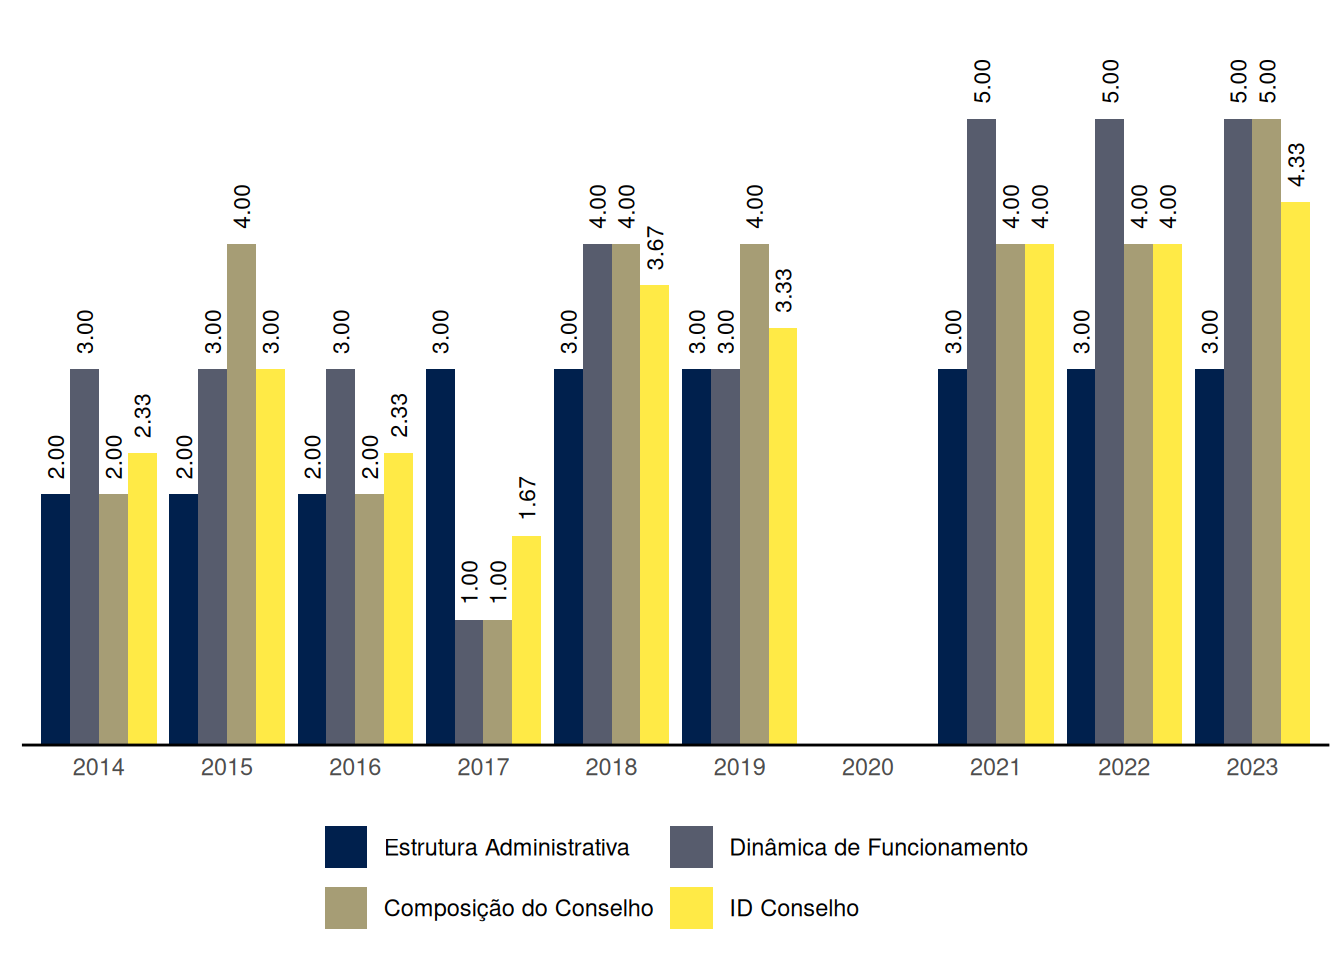 2.00 3.00 2.00 2.33
2.00 3.00 4.00 3.00
2.00 3.00 2.00 2.33
3.00 1.00 1.00 1.67
3.00 4.00 4.00 3.67
3.00 3.00 4.00 3.33
3.00 5.00 4.00 4.00
3.00 5.00 4.00 4.00
3.00 5.00 5.00 4.33
2014 2015 2016 2017 2018 2019 2020 2021 2022 2023
Estrutura Administrativa Dinâmica de Funcionamento
Composição do Conselho ID Conselho